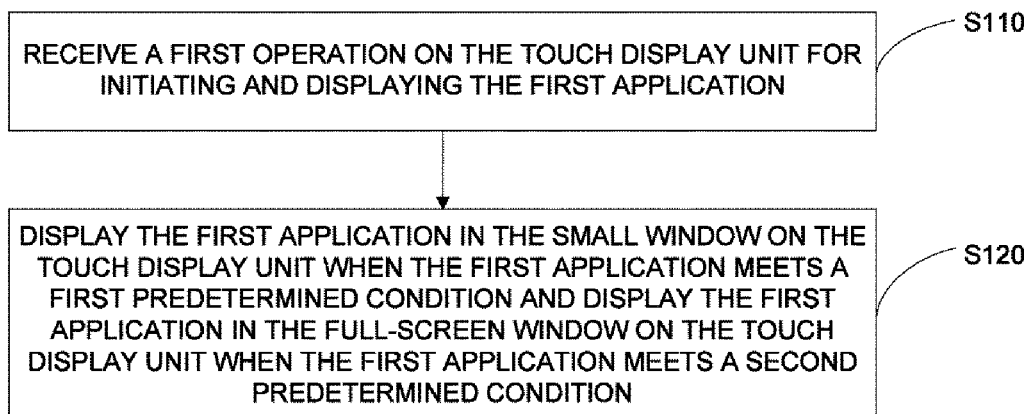 S110
RECEIVE A FIRST OPERATION ON THE TOUCH DISPLAY UNIT FOR
INITIATING AND DISPLAYING THE FIRST APPLICATION
DISPLAY THE FIRST APPLICATION IN THE SMALL WINDOW ON THE
TOUCH DISPLAY UNIT WHEN THE FIRST APPLICATION MEETS A
FIRST PREDETERMINED CONDITION AND DISPLAY THE FIRST
APPLICATION IN THE FULL-SCREEN WINDOW ON THE TOUCH
DISPLAY UNIT WHEN THE FIRST APPLICATION MEETS A SECOND
PREDETERMINED CONDITION
S120